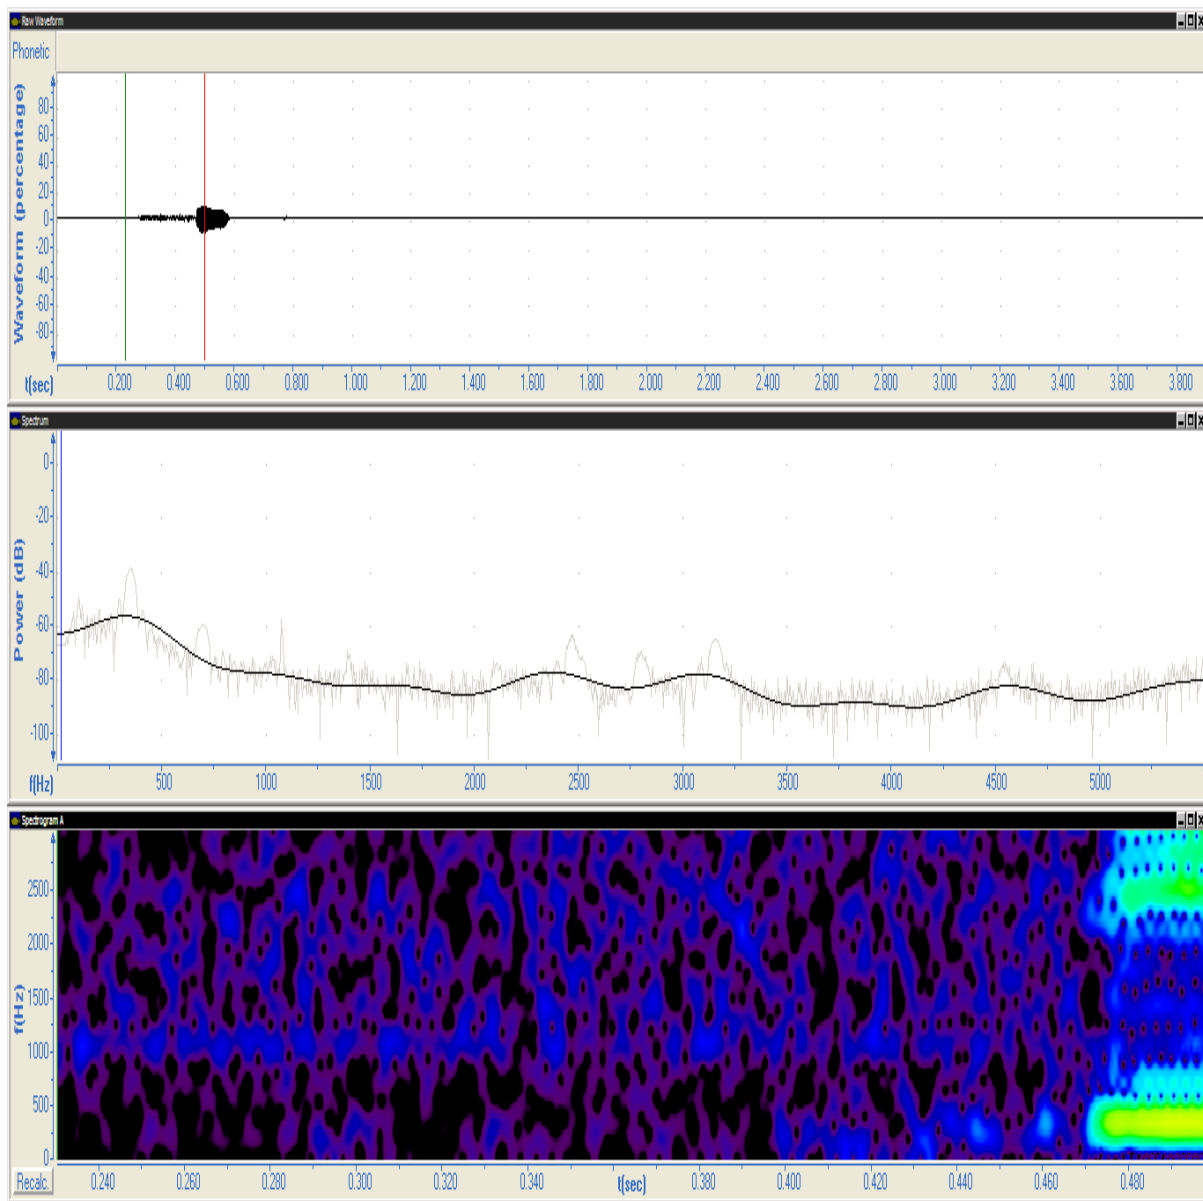 Raw Waveform
Phonetic
Waveform (percentage)
80
60
40
20
0
-20
-40
-60
-80
t(sec)
0.200 0.400 0.600 0.800 1.000 1.200 1.400 1.600 1.800 2.000 2.200 2.400 2.600 2.800 3.000 3.200 3.400 3.600 3.800
Spectrum
Power (dB)
0
-20
-40
-60
-80
-100
f(Hz)
500 1000 1500 2000 2500 3000 3500 4000 4500 5000
Spectrogram A
f(Hz)
2500
2000
1500
1000
500
0
Recalc.
0.240 0.260 0.280 0.300 0.320 0.340 0.360 t(sec) 0.380 0.400 0.420 0.440 0.460 0.480